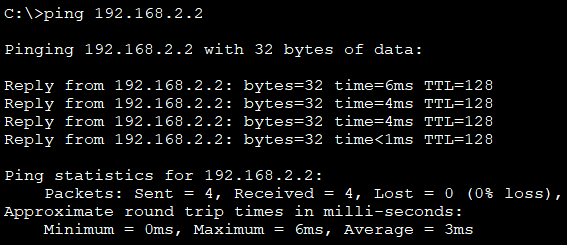 C:\>ping 192.168.2.2
Pinging 192.168.2.2 with 32 bytes of data:
Reply from 192.168.2.2: bytes=32 time=6ms TTL=128
Reply from 192.168.2.2: bytes=32 time=4ms TTL=128
Reply from 192.168.2.2: bytes=32 time=4ms TTL=128
Reply from 192.168.2.2: bytes=32 time<1ms TTL=128
Ping statistics for 192.168.2.2:
    Packets: Sent = 4, Received = 4, Lost = 0 (0% loss),
Approximate round trip times in milli-seconds:
    Minimum = 0ms, Maximum = 6ms, Average = 3ms